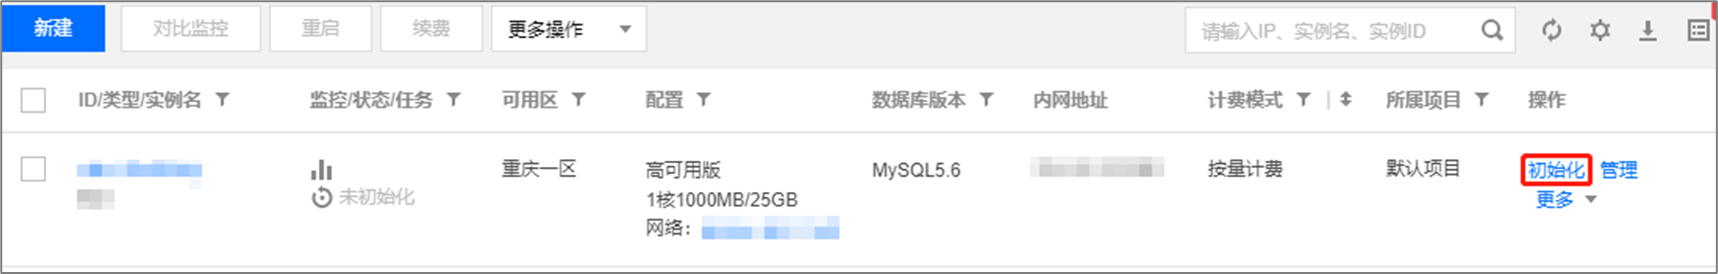 新建 对比监控 重启 续费 更多操作 请输入IP、实例名、实例ID
ID/类型/实例名 监控/状态/任务 可用区 配置 数据库版本 内网地址 计费模式 所属项目 操作
重庆一区 高可用版 MySQL5.6 按量计费 默认项目 初始化 管理
未初始化 1核1000MB/25GB 更多
网络：